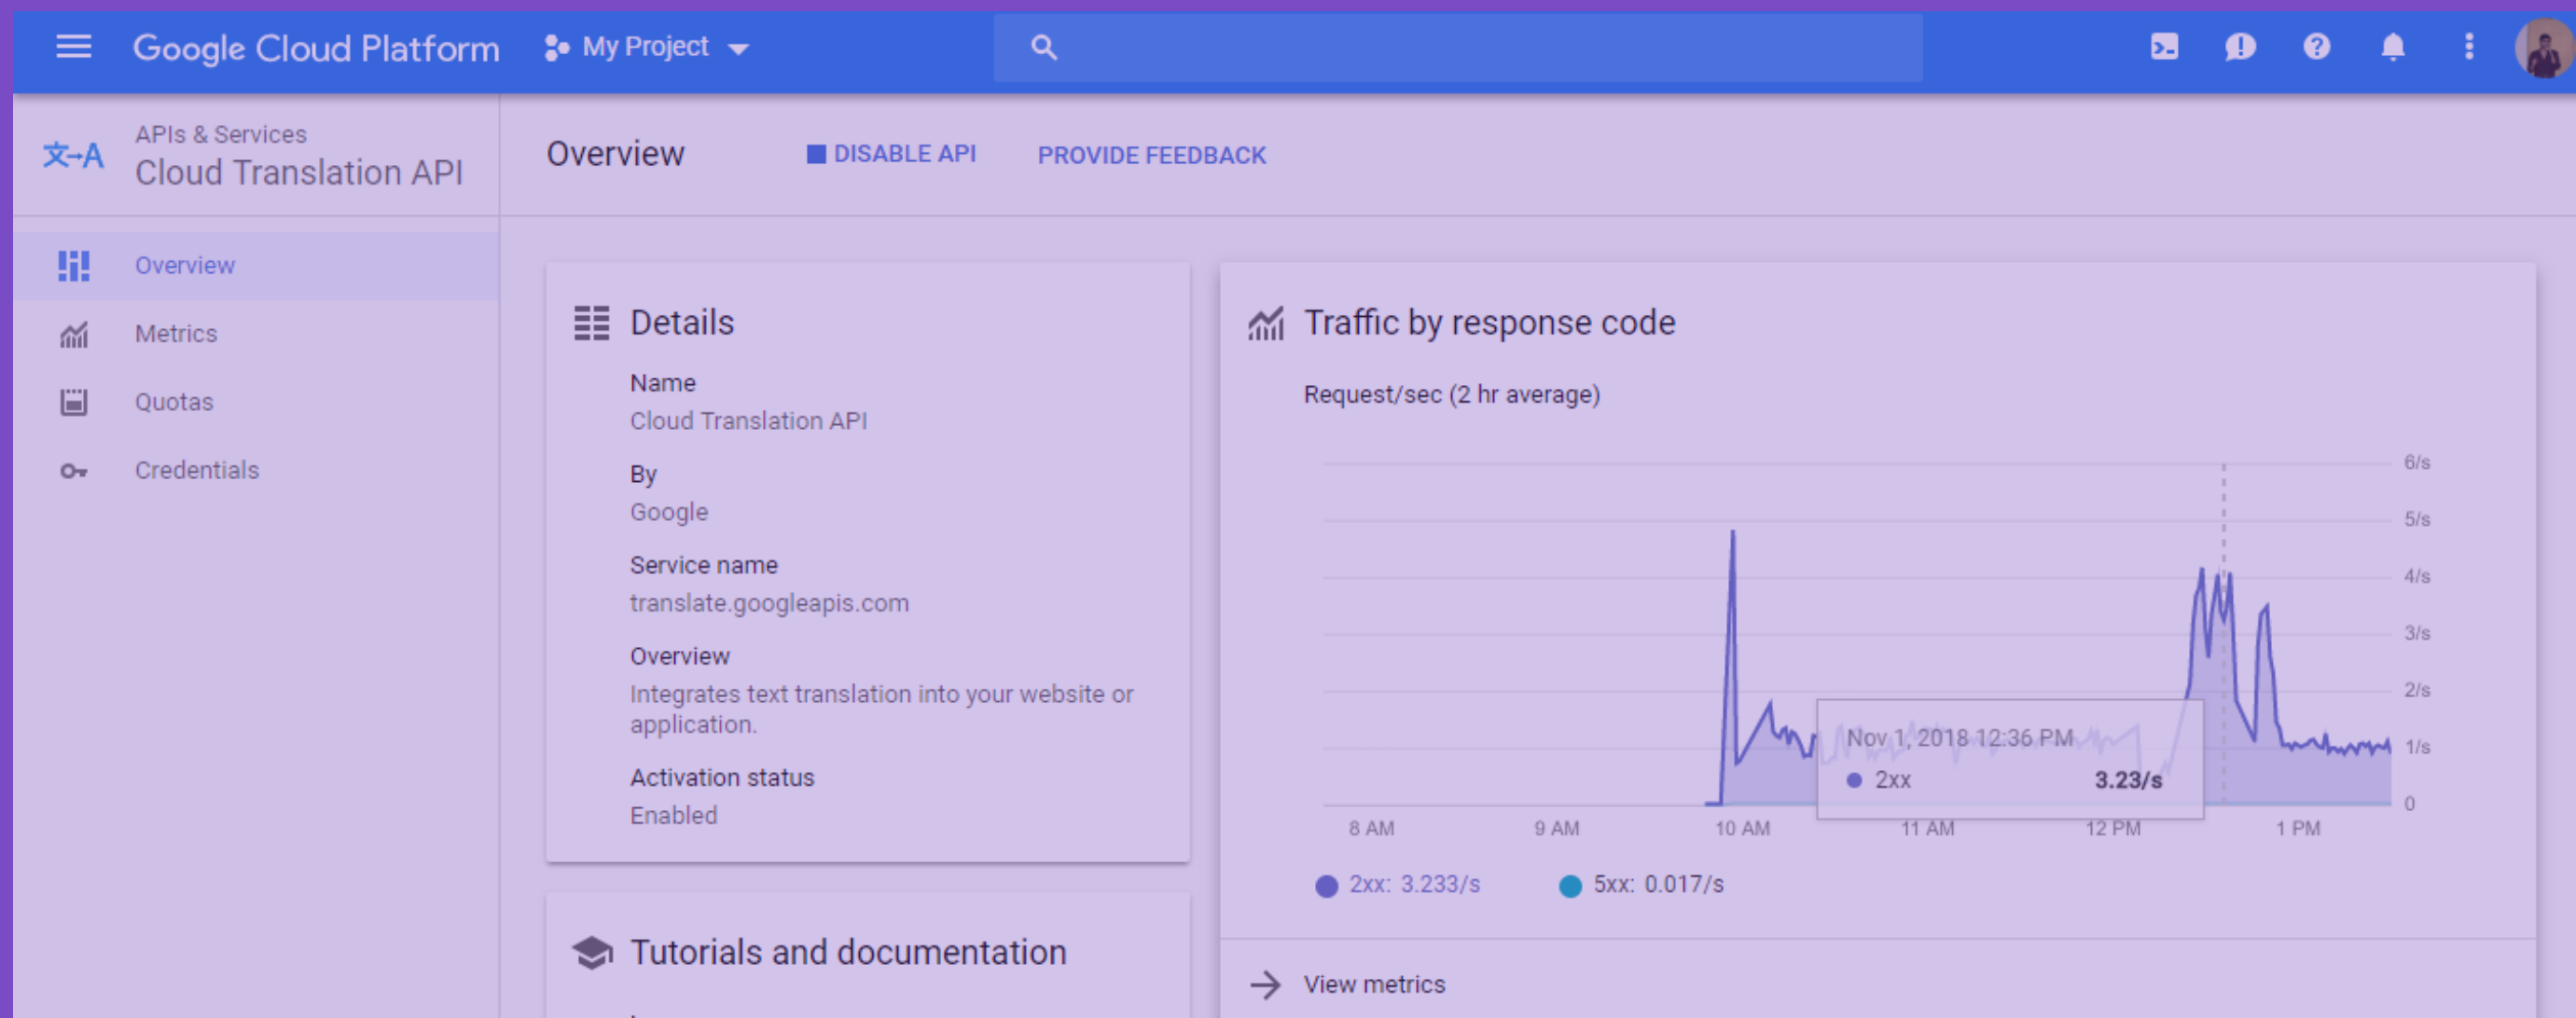 Google Cloud Platform
My Project
APIs & Services
Cloud Translation API
Overview
DISABLE API
PROVIDE FEEDBACK
Overview
Metrics
Quotas
Credentials
Details
Name
Cloud Translation API
By
Google
Service name
translate.googleapis.com
Overview
Integrates text translation into your website or
application.
Activation status
Enabled
Tutorials and documentation
Traffic by response code
Request/sec (2 hr average)
6/s
5/s
4/s
3/s
2/s
1/s
0
Nov 1, 2018 12:36 PM
2xx 3.23/s
8 AM 9 AM 10 AM 11 AM 12 PM 1 PM
2xx: 3.233/s 5xx: 0.017/s
View metrics